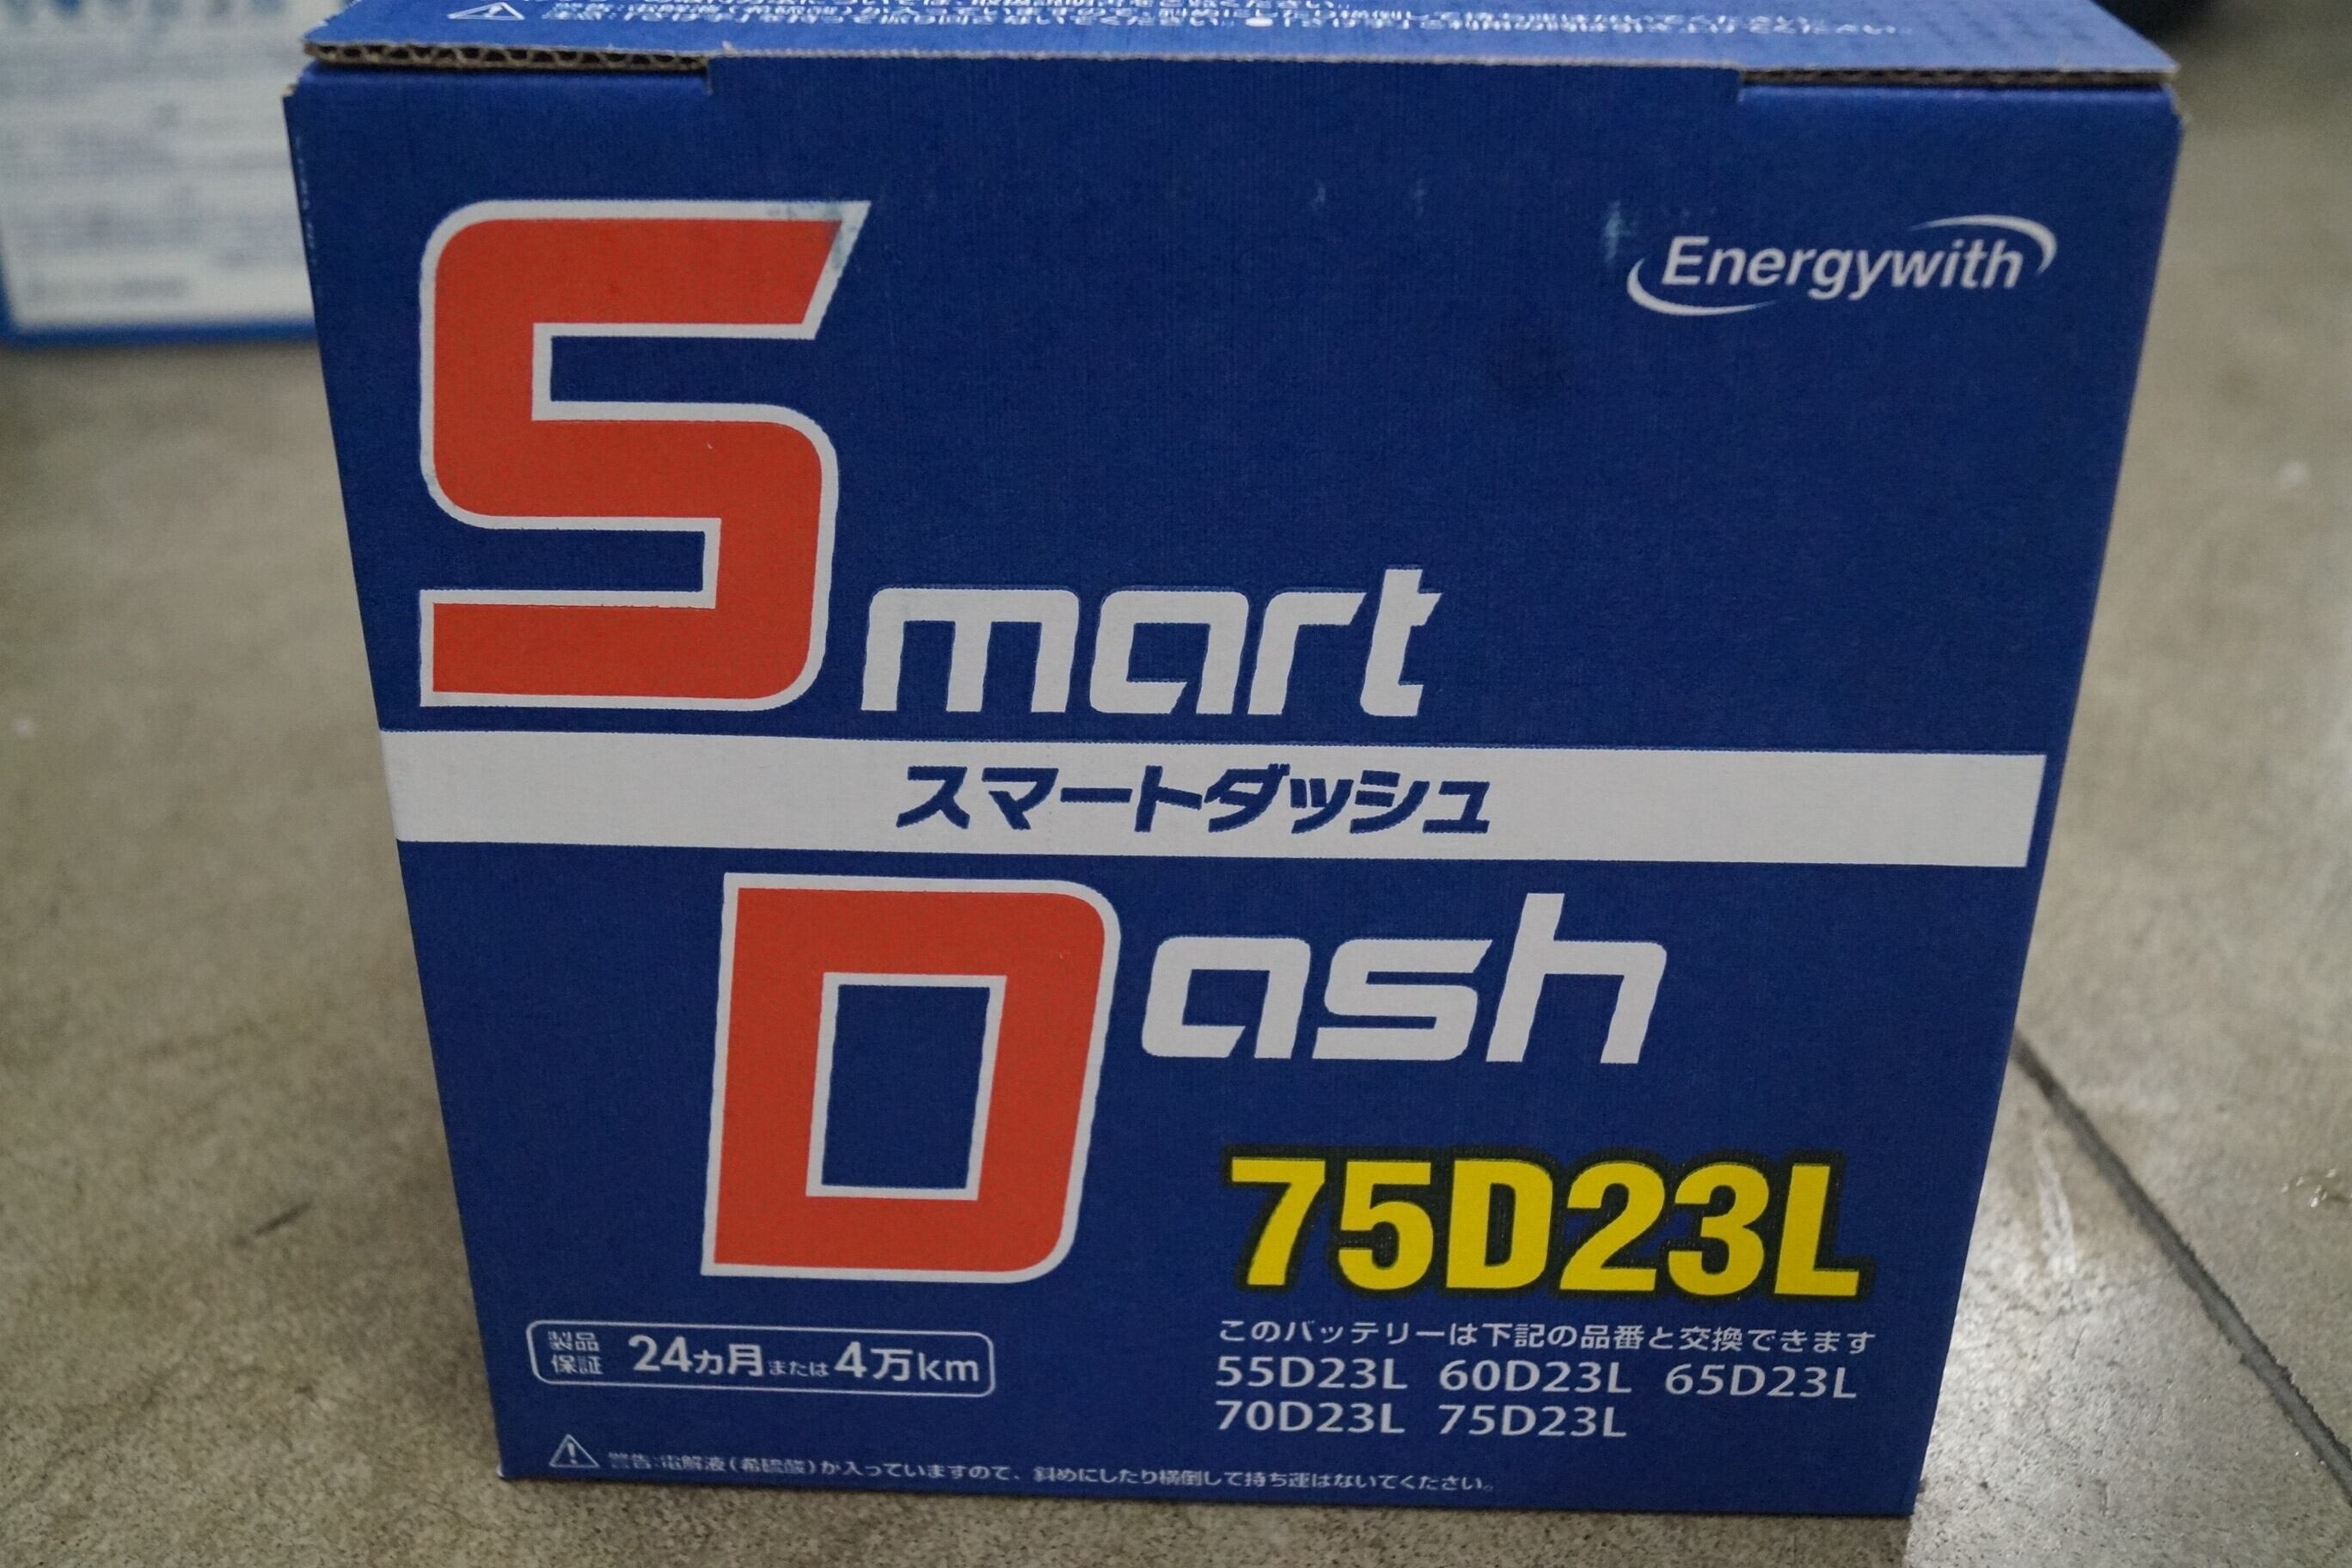 Energywith
Smart
スマートダッシュ
Dash
75D23L
このバッテリーは下記の品番と交換できます
55D23L 60D23L 65D23L
70D23L 75D23L
製品保証 24カ月または4万km
警告:電解液(希硫酸)が入っていますので、斜めにしたり横倒して持ち運ばないでください。